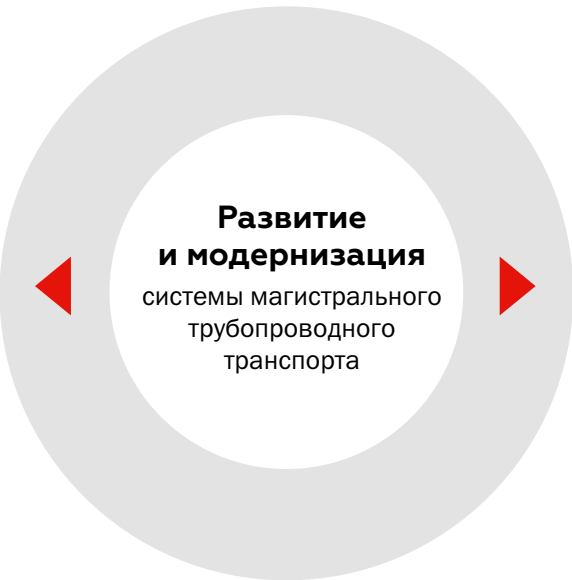 Развитие
и модернизация
системы магистрального
трубопроводного
транспорта